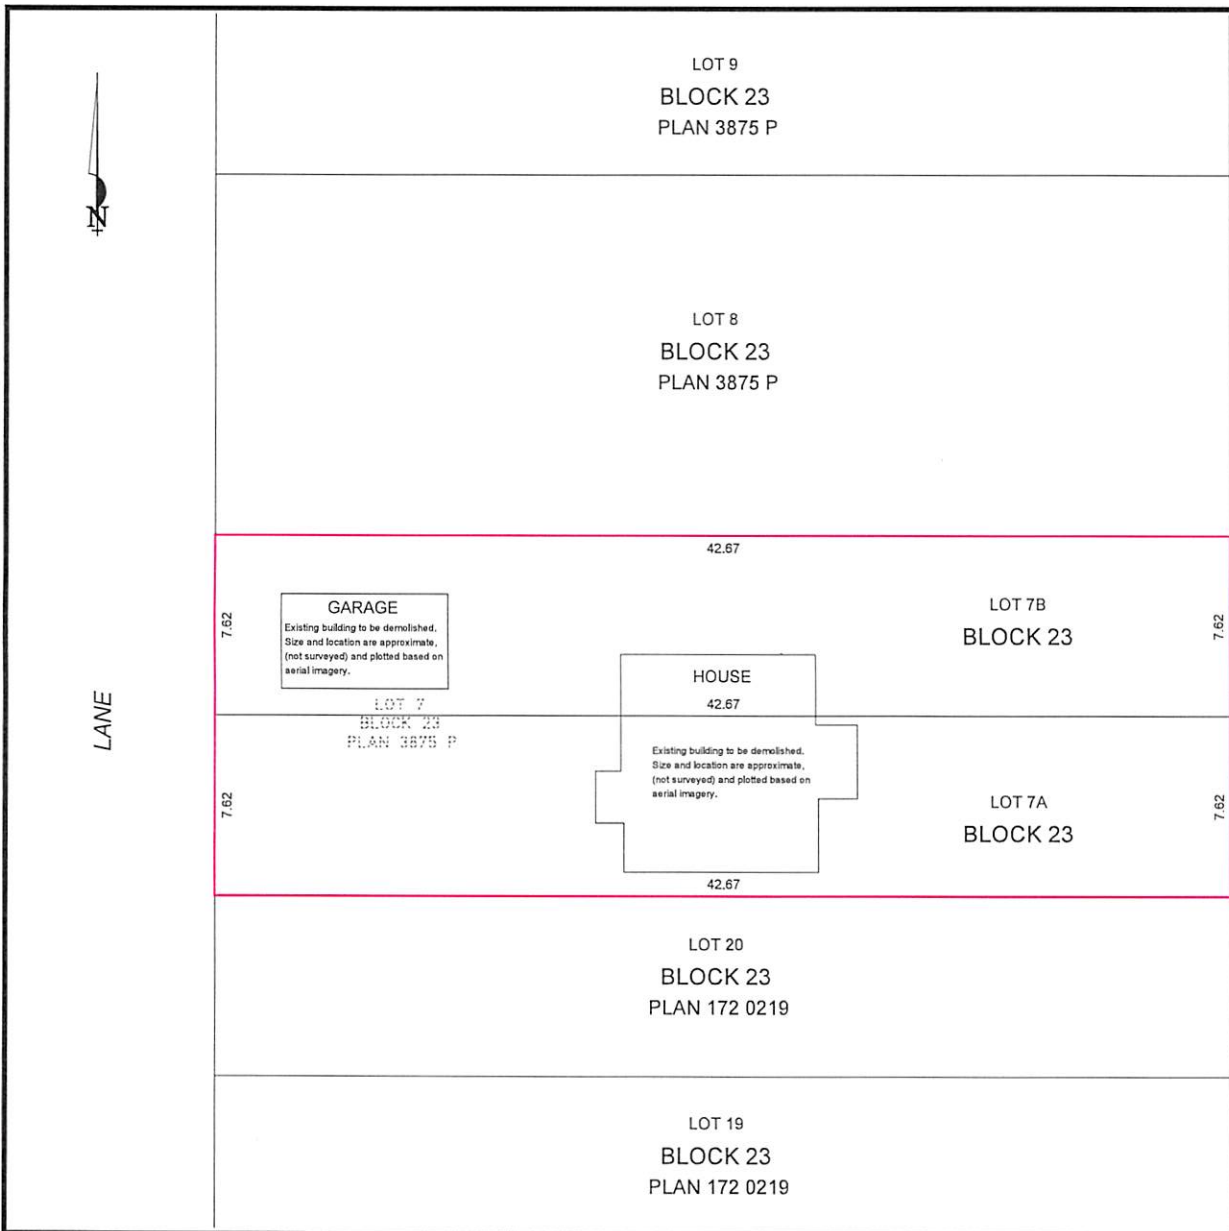 N
LOT 9
BLOCK 23
PLAN 3875 P
LOT 8
BLOCK 23
PLAN 3875 P
42.67
7.62
GARAGE
Existing building to be demolished.
Size and location are approximate,
(not surveyed) and plotted based on
aerial imagery.
LOT 7B
BLOCK 23
7.62
HOUSE
42.67
LOT 7
BLOCK 23
PLAN 3875 P
LANE
Existing building to be demolished.
Size and location are approximate,
(not surveyed) and plotted based on
aerial imagery.
7.62
LOT 7A
BLOCK 23
7.62
42.67
LOT 20
BLOCK 23
PLAN 172 0219
LOT 19
BLOCK 23
PLAN 172 0219